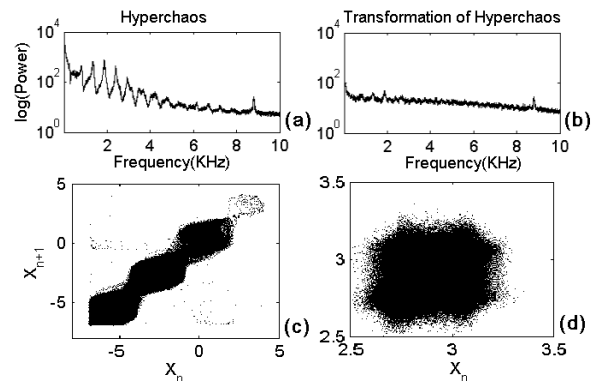 Hyperchaos
Transformation of Hyperchaos
log(Power)
10^4
10^2
10^0
2 4 6 8 10
Frequency(KHz)
(a)
10^4
10^2
10^0
2 4 6 8 10
Frequency(KHz)
(b)
X_{n+1}
5
0
-5
-5 0 5
X_n
(c)
3.5
3
2.5
2.5 3.0 3.5
X_n
(d)